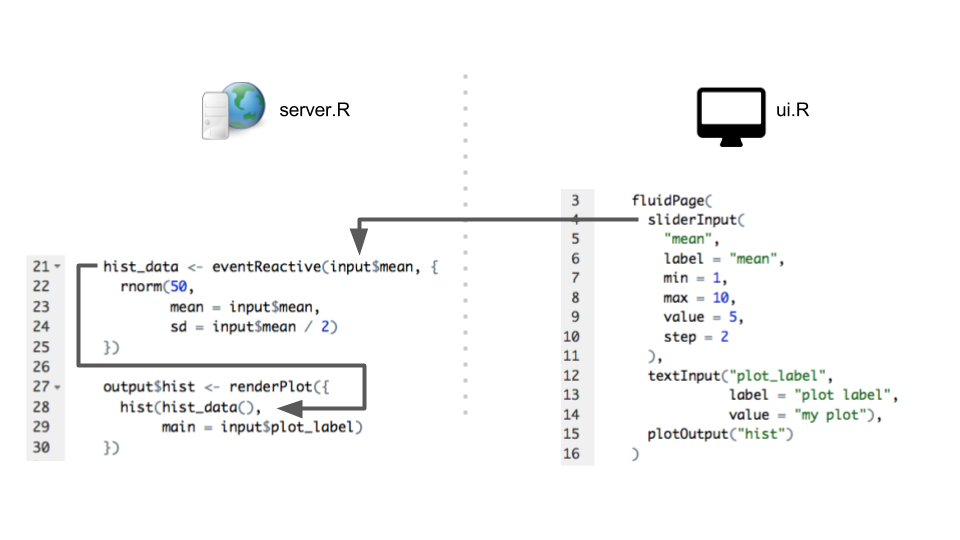 server.R
ui.R
21 hist_data <- eventReactive(input$mean, {
22 rnorm(50,
23 mean = input$mean,
24 sd = input$mean / 2)
25 })
26
27 output$hist <- renderPlot({
28 hist(hist_data(),
29 main = input$plot_label)
30 })
3 fluidPage(
4 sliderInput(
5 "mean",
6 label = "mean",
7 min = 1,
8 max = 10,
9 value = 5,
10 step = 2
11 ),
12 textInput("plot_label",
13 label = "plot label",
14 value = "my plot"),
15 plotOutput("hist")
16 )